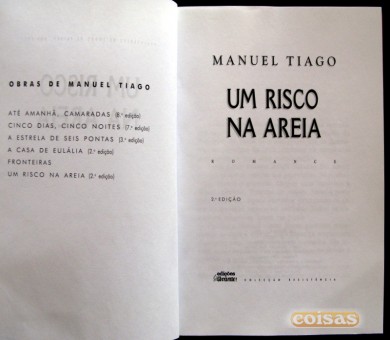 OBRAS DE MANUEL TIAGO
ATÉ AMANHÃ, CAMARADAS (8.ª edição)
CINCO DIAS, CINCO NOITES (7.ª edição)
A ESTRELA DE SEIS PONTAS (3.ª edição)
A CASA DE EULÁLIA (2.ª edição)
FRONTEIRAS
UM RISCO NA AREIA (2.ª edição)
MANUEL TIAGO
UM RISCO
NA AREIA
ROMANCE
2.ª EDIÇÃO
edições
Avante!
COLECÇÃO RESISTÊNCIA
coisas